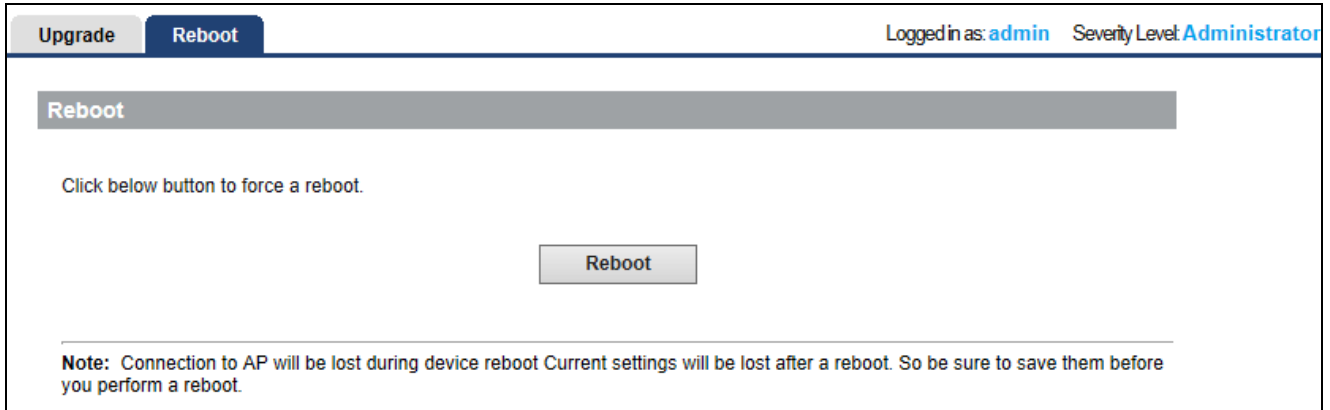 Upgrade Reboot Logged in as: admin Severity Level: Administrator
Reboot
Click below button to force a reboot.
Reboot
Note: Connection to AP will be lost during device reboot Current settings will be lost after a reboot. So be sure to save them before
you perform a reboot.